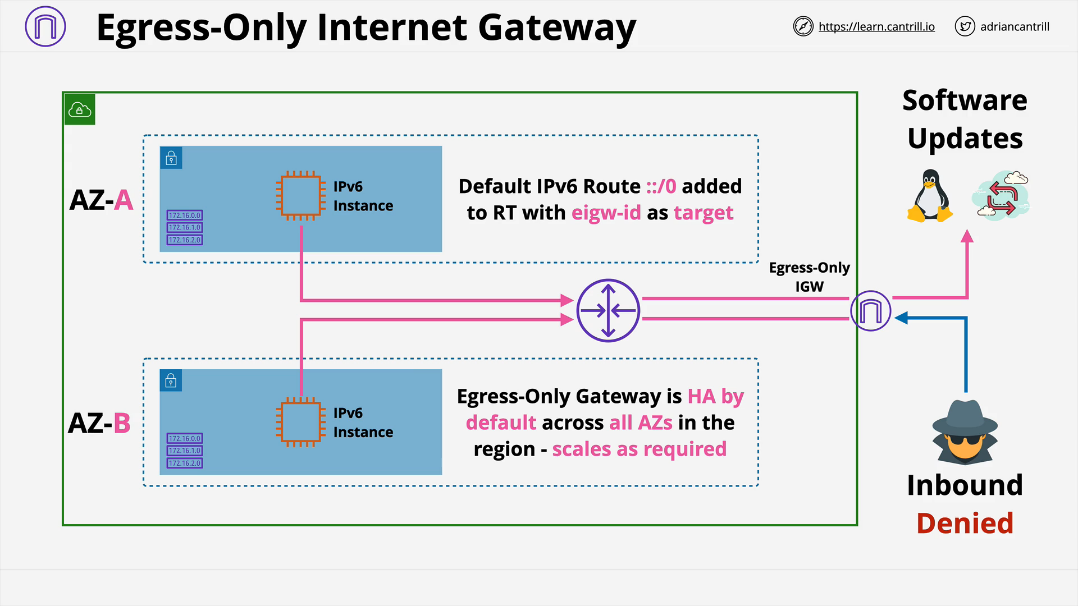 Egress-Only Internet Gateway
https://learn.cantrill.io
adriancantrill
Software
Updates
AZ-A
IPv6
Instance
172.16.0.0
172.16.1.0
172.16.2.0
Default IPv6 Route ::/0 added
to RT with eigw-id as target
Egress-Only
IGW
AZ-B
IPv6
Instance
172.16.0.0
172.16.1.0
172.16.2.0
Egress-Only Gateway is HA by
default across all AZs in the
region - scales as required
Inbound
Denied